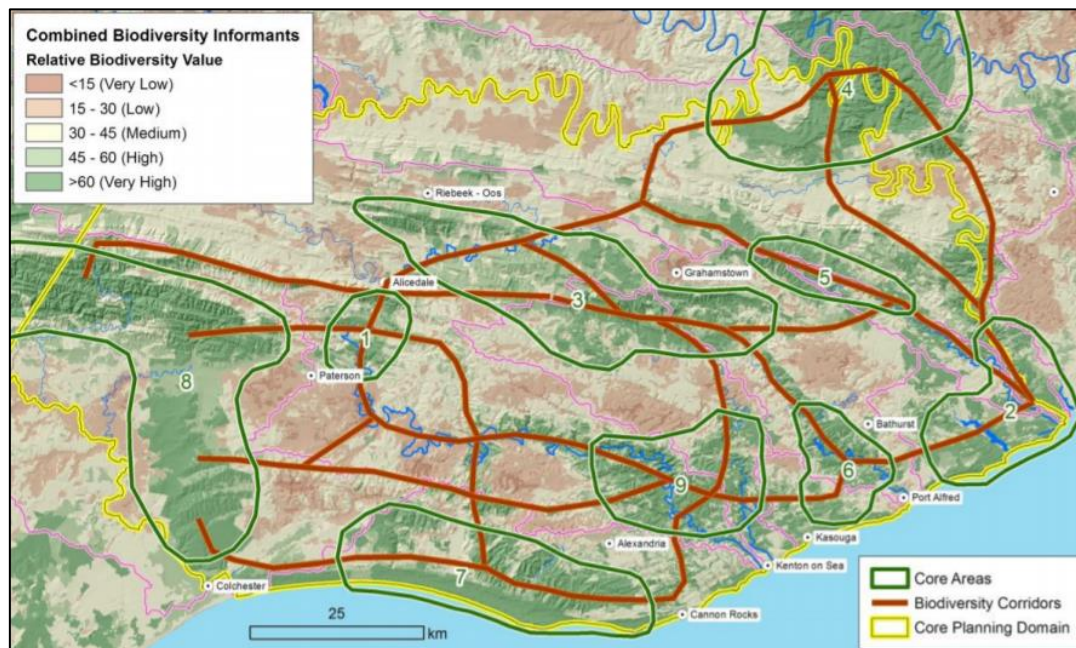 Combined Biodiversity Informants
Relative Biodiversity Value
<15 (Very Low)
15 - 30 (Low)
30 - 45 (Medium)
45 - 60 (High)
>60 (Very High)
4
Riebeek - Oos
Grahamstown
5
Alicedale
3
1
8
Paterson
2
Bathurst
6
9
Port Alfred
Alexandria
Kasouga
Kenton on Sea
7
Colchester
Cannon Rocks
25
km
Core Areas
Biodiversity Corridors
Core Planning Domain